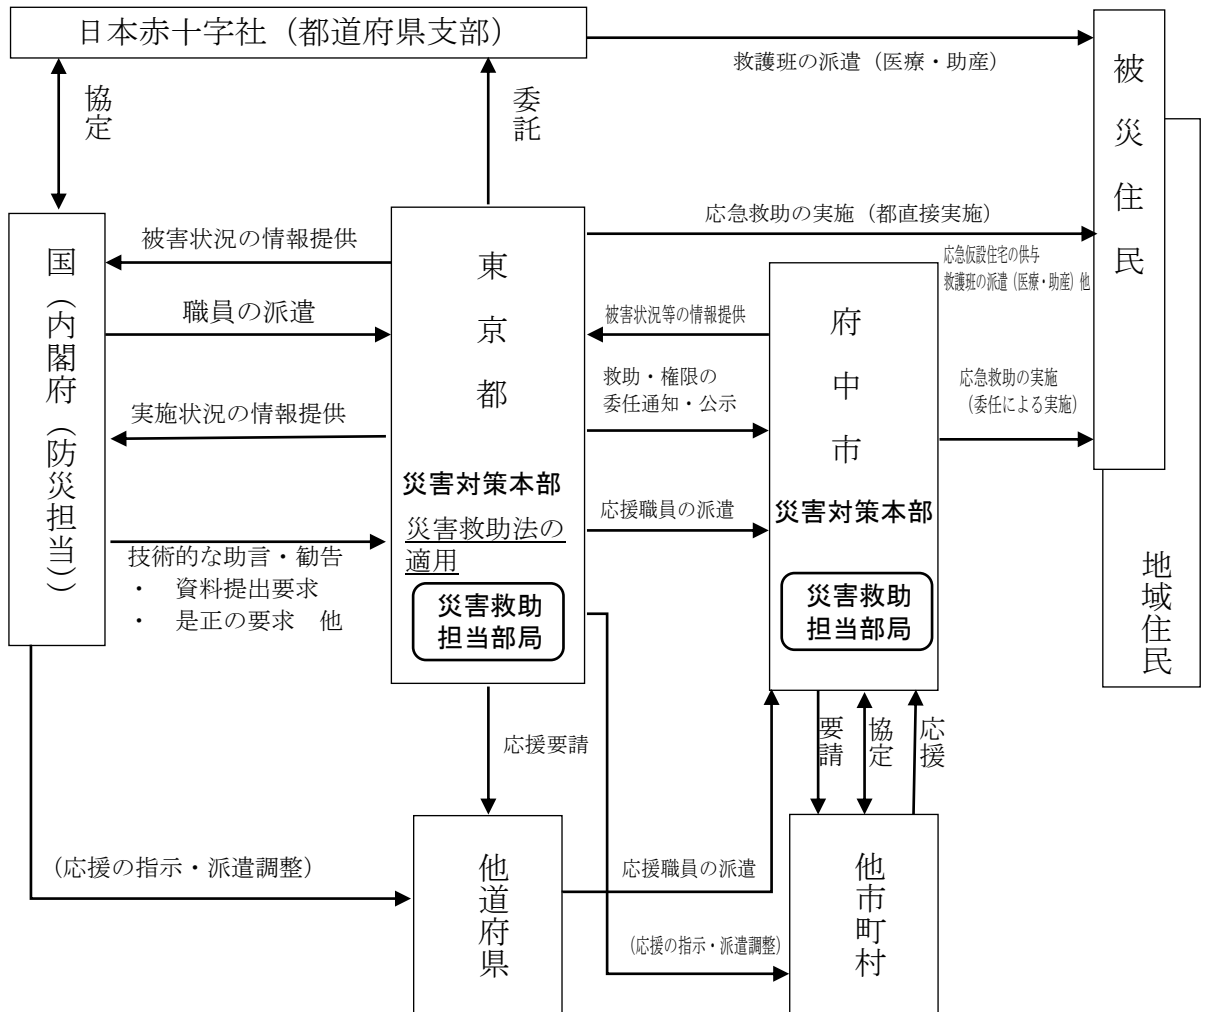 日本赤十字社（都道府県支部）
救護班の派遣（医療・助産）
被災住民
協定
委託
国（内閣府（防災担当））
被害状況の情報提供
職員の派遣
実施状況の情報提供
技術的な助言・勧告
・　資料提出要求
・　是正の要求　他
東京都
災害対策本部
災害救助法の
適用
災害救助
担当部局
応急救助の実施（都直接実施）
応急仮設住宅の供与
救護班の派遣（医療・助産）他
被害状況等の情報提供
救助・権限の
委任通知・公示
応援職員の派遣
府中市
災害対策本部
災害救助
担当部局
応急救助の実施
（委任による実施）
地域住民
応援要請
要請
協定
応援
（応援の指示・派遣調整）
他道府県
応援職員の派遣
（応援の指示・派遣調整）
他市町村